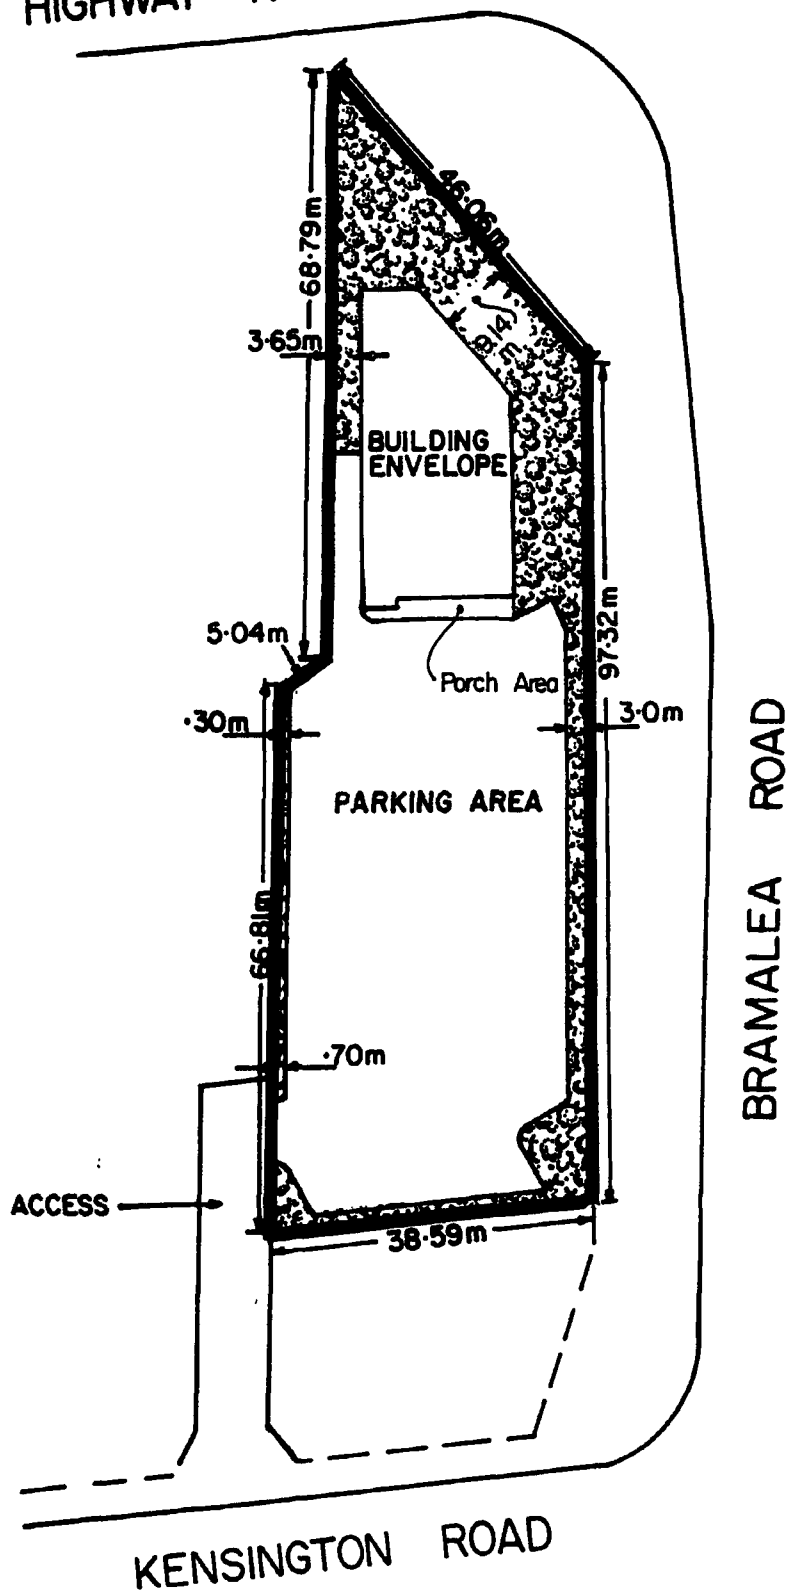 HIGHWAY
46·06m
68·79m
8·14 m
3·65m
BUILDING
ENVELOPE
97·32m
5·04m
Porch Area
·30m
3·0m
PARKING AREA
BRAMALEA ROAD
66·81m
·70m
ACCESS
38·59m
KENSINGTON ROAD